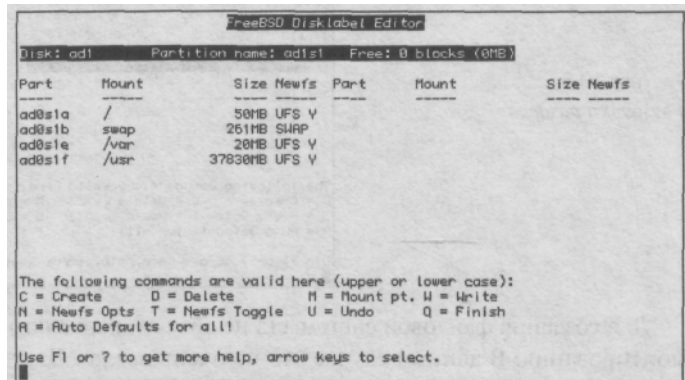 FreeBSD Disklabel Editor
Disk: ad1 Partition name: ad1s1 Free: 0 blocks (0MB)
Part Mount Size Newfs Part Mount Size Newfs
---- ----- ---- ----- ---- ----- ---- -----
ad0s1a / 50MB UFS Y
ad0s1b swap 261MB SWAP
ad0s1e /var 20MB UFS Y
ad0s1f /usr 37830MB UFS Y
The following commands are valid here (upper or lower case):
C = Create D = Delete M = Mount pt. W = Write
N = Newfs Opts T = Newfs Toggle U = Undo Q = Finish
A = Auto Defaults for all!
Use F1 or ? to get more help, arrow keys to select.